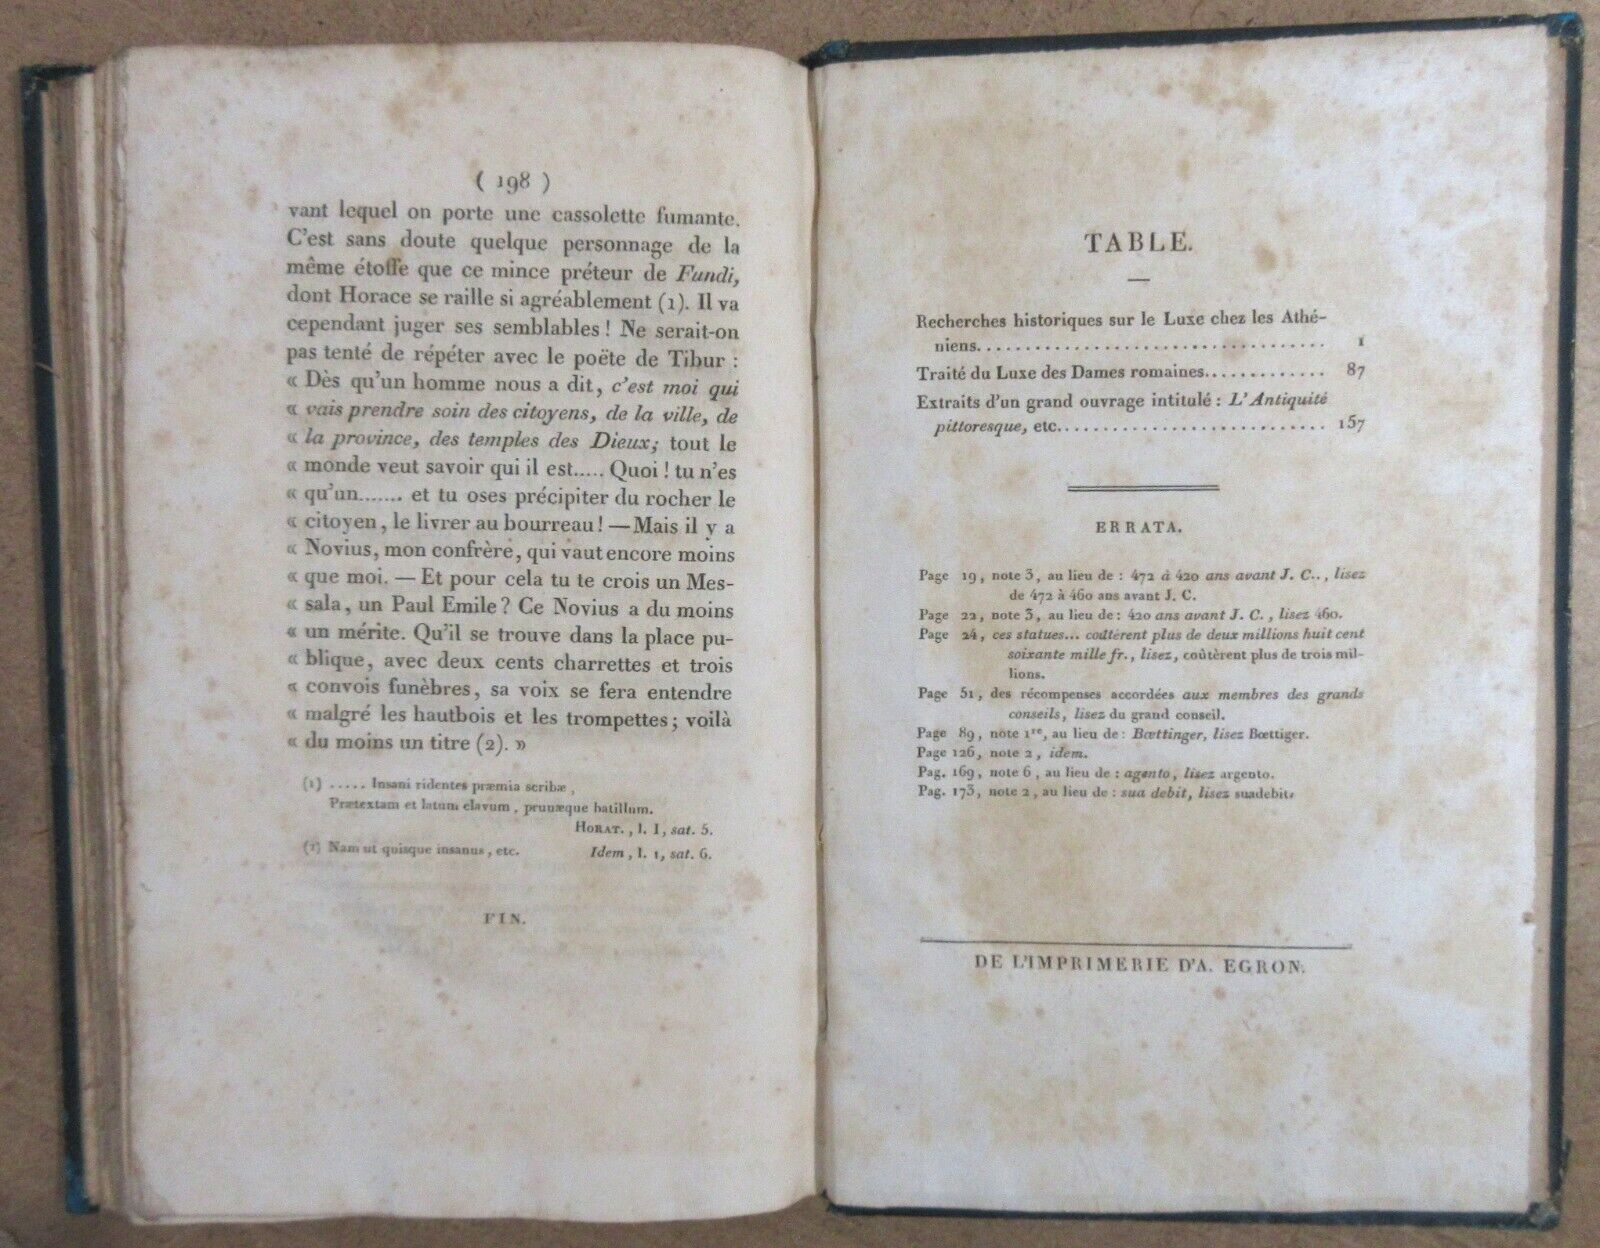 ( 198 )
vant lequel on porte une cassolette fumante.
C'est sans doute quelque personnage de la
même étoffe que ce mince préteur de Fundi,
dont Horace se raille si agréablement (1). Il va
cependant juger ses semblables ! Ne serait-on
pas tenté de répéter avec le poëte de Tibur :
« Dès qu'un homme nous a dit, c'est moi qui
« vais prendre soin des citoyens, de la ville, de
« la province, des temples des Dieux; tout le
« monde veut savoir qui il est..... Quoi ! tu n'es
« qu'un....... et tu oses précipiter du rocher le
« citoyen, le livrer au bourreau ! — Mais il y a
« Novius, mon confrère, qui vaut encore moins
« que moi. — Et pour cela tu te crois un Mes-
« sala, un Paul Emile ? Ce Novius a du moins
« un mérite. Qu'il se trouve dans la place pu-
« blique, avec deux cents charrettes et trois
« convois funèbres, sa voix se fera entendre
« malgré les hautbois et les trompettes ; voilà
« du moins un titre (2). »
(1) ..... Insani ridentes præmia scribæ ,
Prætextam et latum clavum, prunæque batillum.
HORAT., l. I, sat. 5.
(2) Nam ut quisque insanus, etc. Idem, l. 1, sat. 6.
FIN.
TABLE.
Recherches historiques sur le Luxe chez les Athé-
niens................................... 1
Traité du Luxe des Dames romaines............. 87
Extraits d'un grand ouvrage intitulé : L'Antiquité
pittoresque, etc............................ 157
ERRATA.
Page 19, note 3, au lieu de : 472 à 420 ans avant J. C.., lisez
de 472 à 460 ans avant J. C.
Page 22, note 3, au lieu de : 420 ans avant J. C., lisez 460.
Page 24, ces statues... coûtèrent plus de deux millions huit cent
soixante mille fr., lisez, coûtèrent plus de trois mil-
lions.
Page 51, des récompenses accordées aux membres des grands
conseils, lisez du grand conseil.
Page 89, note 1re, au lieu de : Bœttinger, lisez Bœttiger.
Page 126, note 2, idem.
Pag. 169, note 6, au lieu de : agento, lisez argento.
Pag. 173, note 2, au lieu de : sua debit, lisez suadebit.
DE L'IMPRIMERIE D'A. EGRON.